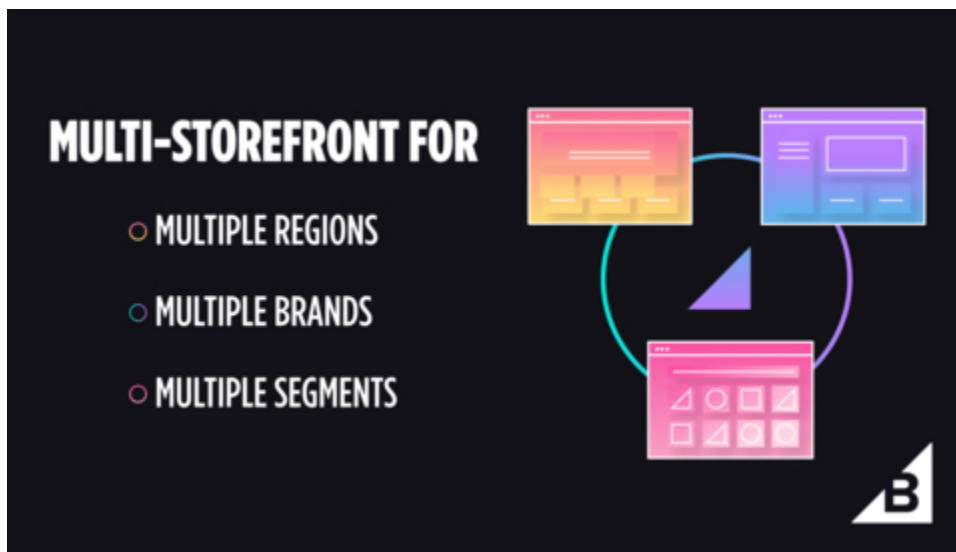 MULTI-STOREFRONT FOR
MULTIPLE REGIONS
MULTIPLE BRANDS
MULTIPLE SEGMENTS
B